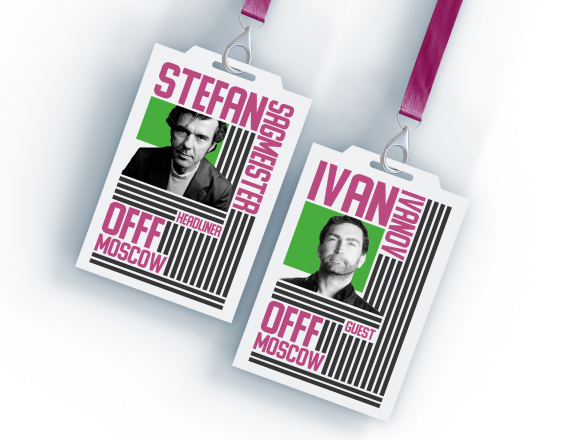 STEFAN
SAGMEISTER
HEADLINER
OFFF
MOSCOW
IVAN
IVANOV
GUEST
OFFF
MOSCOW